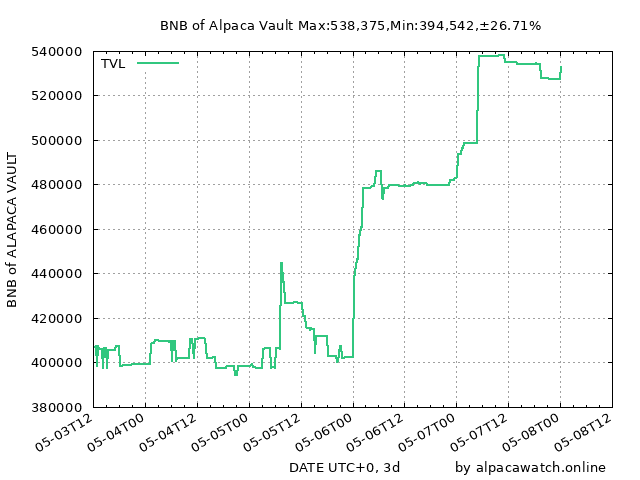 BNB of Alpaca Vault Max:538,375,Min:394,542,±26.71%
TVL
540000
520000
500000
480000
460000
440000
420000
400000
380000
BNB of ALAPACA VAULT
05-03T12
05-04T00
05-04T12
05-05T00
05-05T12
05-06T00
05-06T12
05-07T00
05-07T12
05-08T00
05-08T12
DATE UTC+0, 3d
by alpacawatch.online